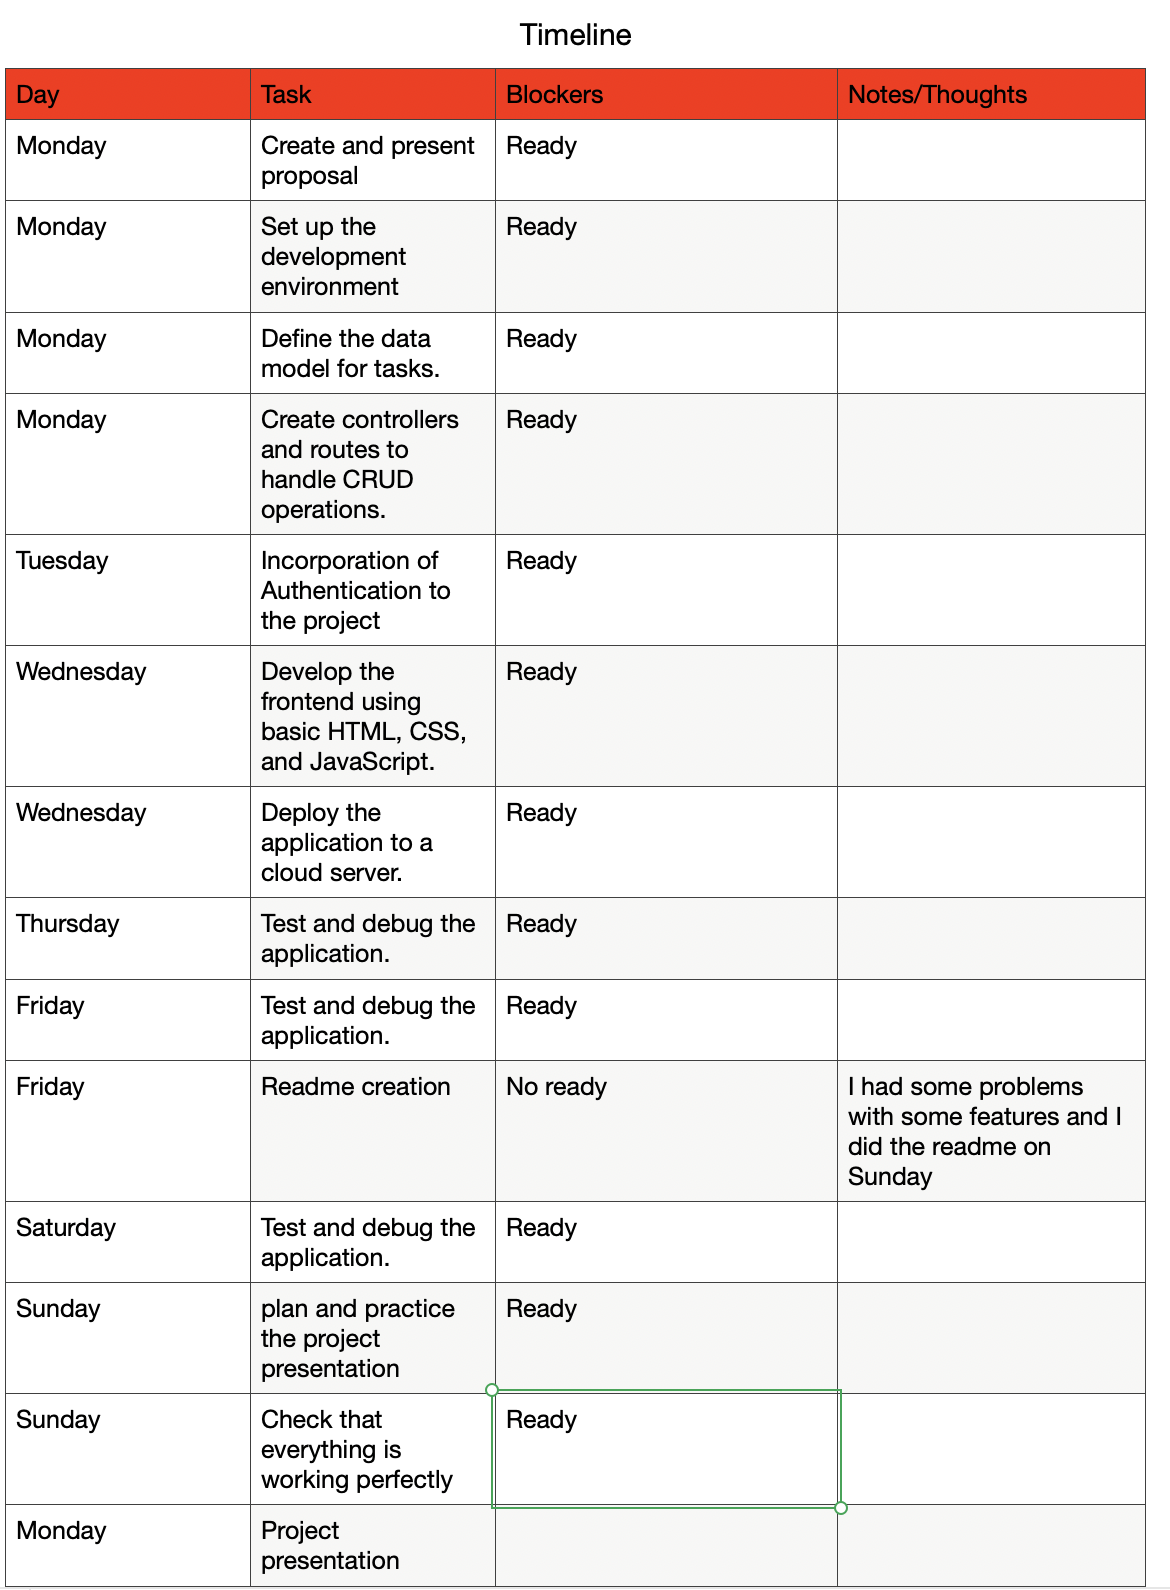 Timeline
Day Task Blockers Notes/Thoughts
Monday Create and present Ready
proposal
Monday Set up the Ready
development
environment
Monday Define the data Ready
model for tasks.
Monday Create controllers Ready
and routes to
handle CRUD
operations.
Tuesday Incorporation of Ready
Authentication to
the project
Wednesday Develop the Ready
frontend using
basic HTML, CSS,
and JavaScript.
Wednesday Deploy the Ready
application to a
cloud server.
Thursday Test and debug the Ready
application.
Friday Test and debug the Ready
application.
Friday Readme creation No ready I had some problems
with some features and I
did the readme on
Sunday
Saturday Test and debug the Ready
application.
Sunday plan and practice Ready
the project
presentation
Sunday Check that Ready
everything is
working perfectly
Monday Project
presentation